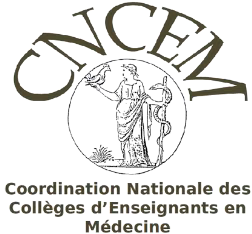 CNCEM
Coordination Nationale des
Collèges d’Enseignants en
Médecine